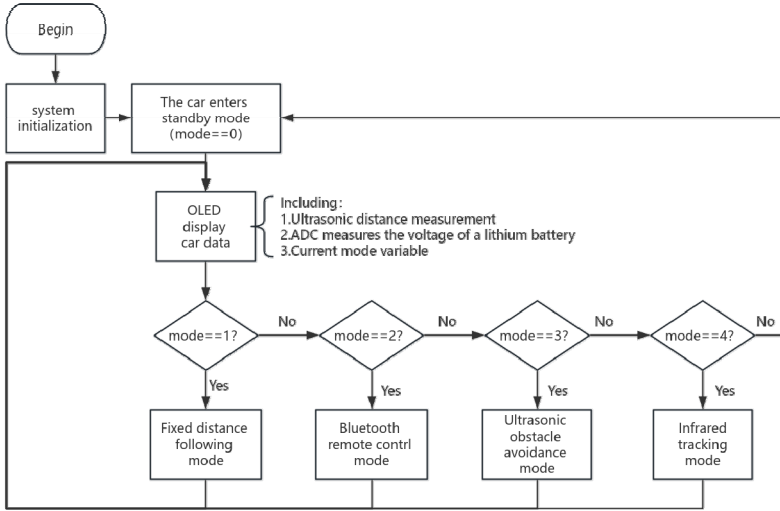 Begin
system
initialization
The car enters
standby mode
(mode==0)
OLED
display
car data
Including:
1.Ultrasonic distance measurement
2.ADC measures the voltage of a lithium battery
3.Current mode variable
mode==1?
No
mode==2?
No
mode==3?
No
mode==4?
No
Yes
Yes
Yes
Yes
Fixed distance
following
mode
Bluetooth
remote contrl
mode
Ultrasonic
obstacle
avoidance
mode
Infrared
tracking
mode